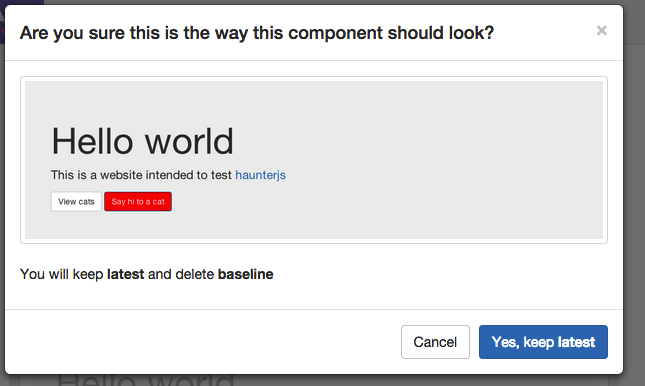 Are you sure this is the way this component should look?
×
Hello world
This is a website intended to test haunterjs
View cats Say hi to a cat
You will keep latest and delete baseline
Cancel Yes, keep latest
Hello world